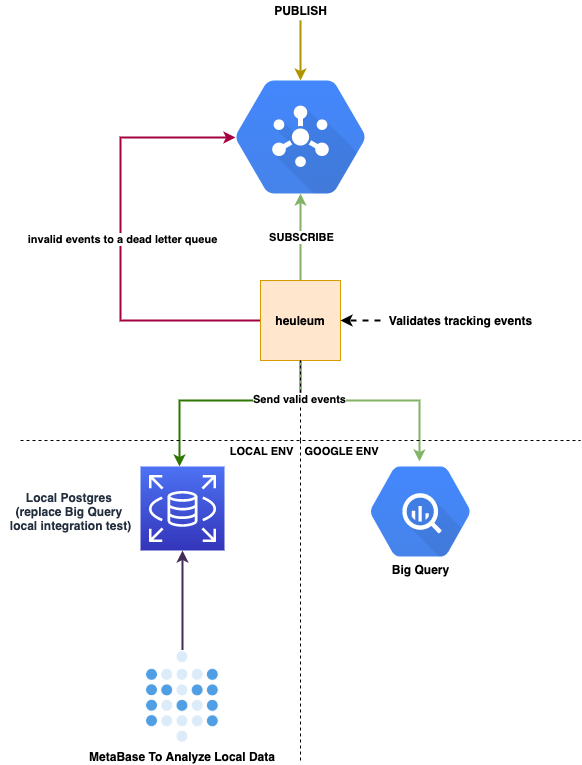 PUBLISH
invalid events to a dead letter queue
SUBSCRIBE
heuleum
Validates tracking events
Send valid events
LOCAL ENV
GOOGLE ENV
Local Postgres
(replace Big Query
local integration test)
Big Query
MetaBase To Analyze Local Data